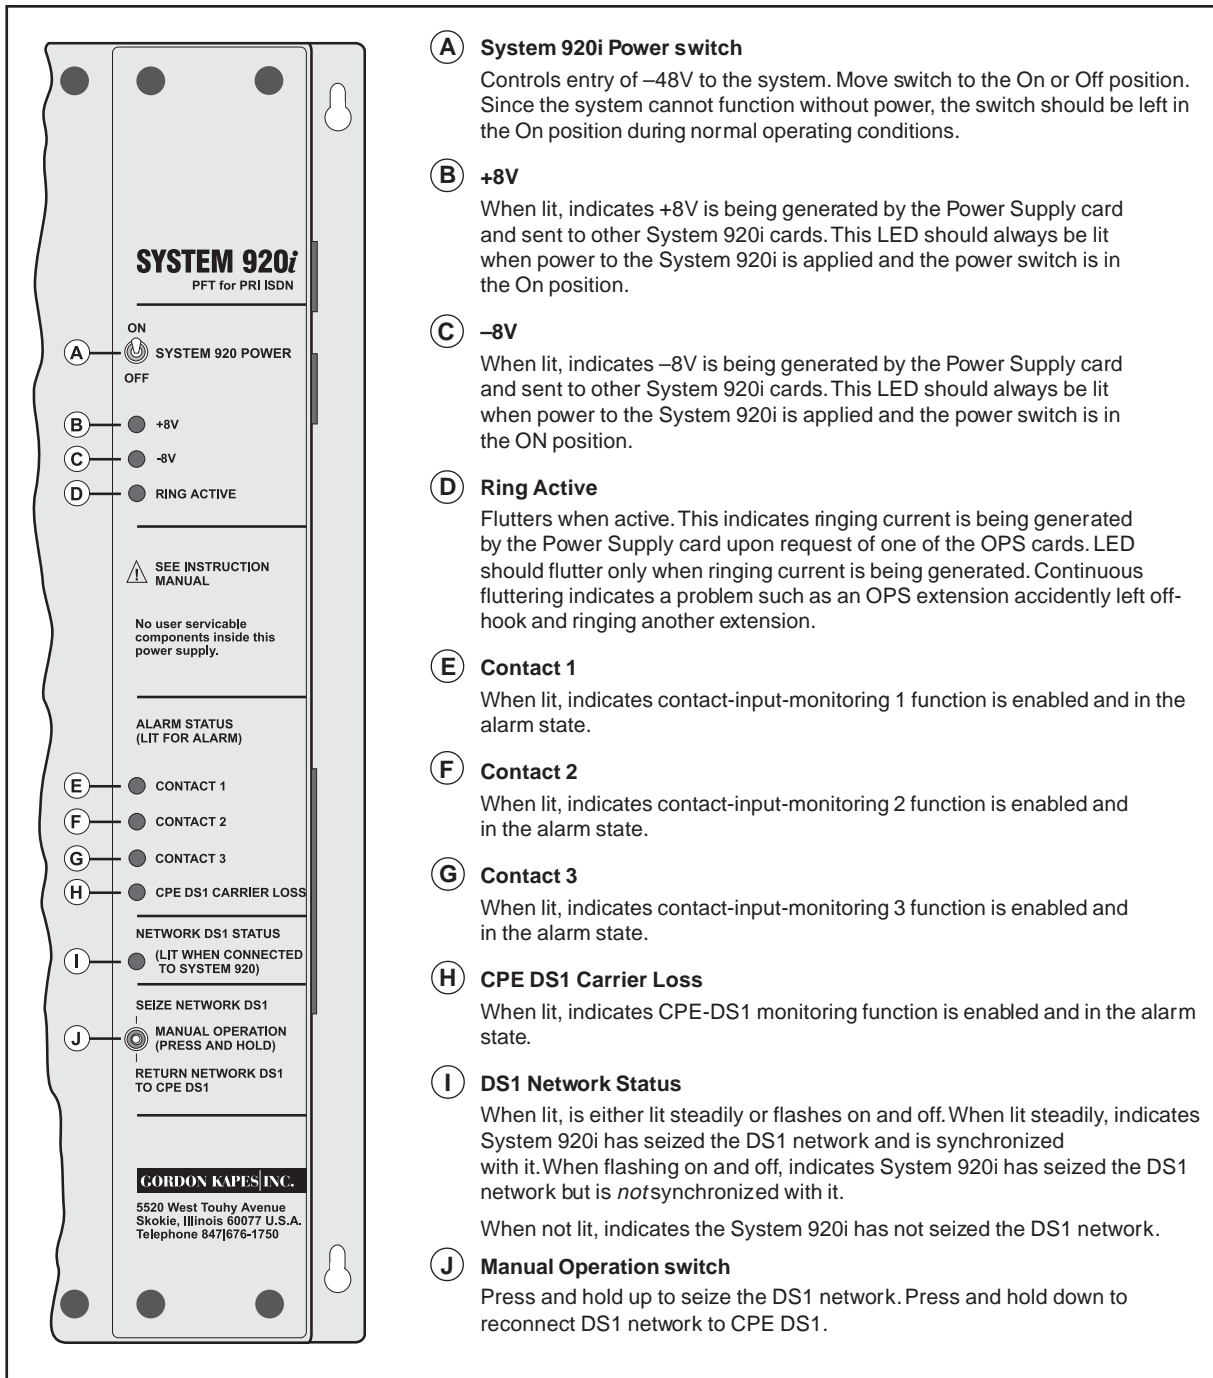 SYSTEM 920i
PFT for PRI ISDN
ON
A
SYSTEM 920 POWER
OFF
B
+8V
C
-8V
D
RING ACTIVE
SEE INSTRUCTION
MANUAL
No user servicable
components inside this
power supply.
ALARM STATUS
(LIT FOR ALARM)
E
CONTACT 1
F
CONTACT 2
G
CONTACT 3
H
CPE DS1 CARRIER LOSS
NETWORK DS1 STATUS
I
(LIT WHEN CONNECTED
TO SYSTEM 920)
SEIZE NETWORK DS1
J
MANUAL OPERATION
(PRESS AND HOLD)
RETURN NETWORK DS1
TO CPE DS1
GORDON KAPES INC.
5520 West Touhy Avenue
Skokie, Illinois 60077 U.S.A.
Telephone 847|676-1750
A System 920i Power switch
Controls entry of –48V to the system. Move switch to the On or Off position.
Since the system cannot function without power, the switch should be left in
the On position during normal operating conditions.
B +8V
When lit, indicates +8V is being generated by the Power Supply card
and sent to other System 920i cards. This LED should always be lit
when power to the System 920i is applied and the power switch is in
the On position.
C –8V
When lit, indicates –8V is being generated by the Power Supply card
and sent to other System 920i cards. This LED should always be lit
when power to the System 920i is applied and the power switch is in
the ON position.
D Ring Active
Flutters when active. This indicates ringing current is being generated
by the Power Supply card upon request of one of the OPS cards. LED
should flutter only when ringing current is being generated. Continuous
fluttering indicates a problem such as an OPS extension accidently left off-
hook and ringing another extension.
E Contact 1
When lit, indicates contact-input-monitoring 1 function is enabled and in the
alarm state.
F Contact 2
When lit, indicates contact-input-monitoring 2 function is enabled and
in the alarm state.
G Contact 3
When lit, indicates contact-input-monitoring 3 function is enabled and
in the alarm state.
H CPE DS1 Carrier Loss
When lit, indicates CPE-DS1 monitoring function is enabled and in the alarm
state.
I DS1 Network Status
When lit, is either lit steadily or flashes on and off. When lit steadily, indicates
System 920i has seized the DS1 network and is synchronized
with it. When flashing on and off, indicates System 920i has seized the DS1
network but is not synchronized with it.
When not lit, indicates the System 920i has not seized the DS1 network.
J Manual Operation switch
Press and hold up to seize the DS1 network. Press and hold down to
reconnect DS1 network to CPE DS1.